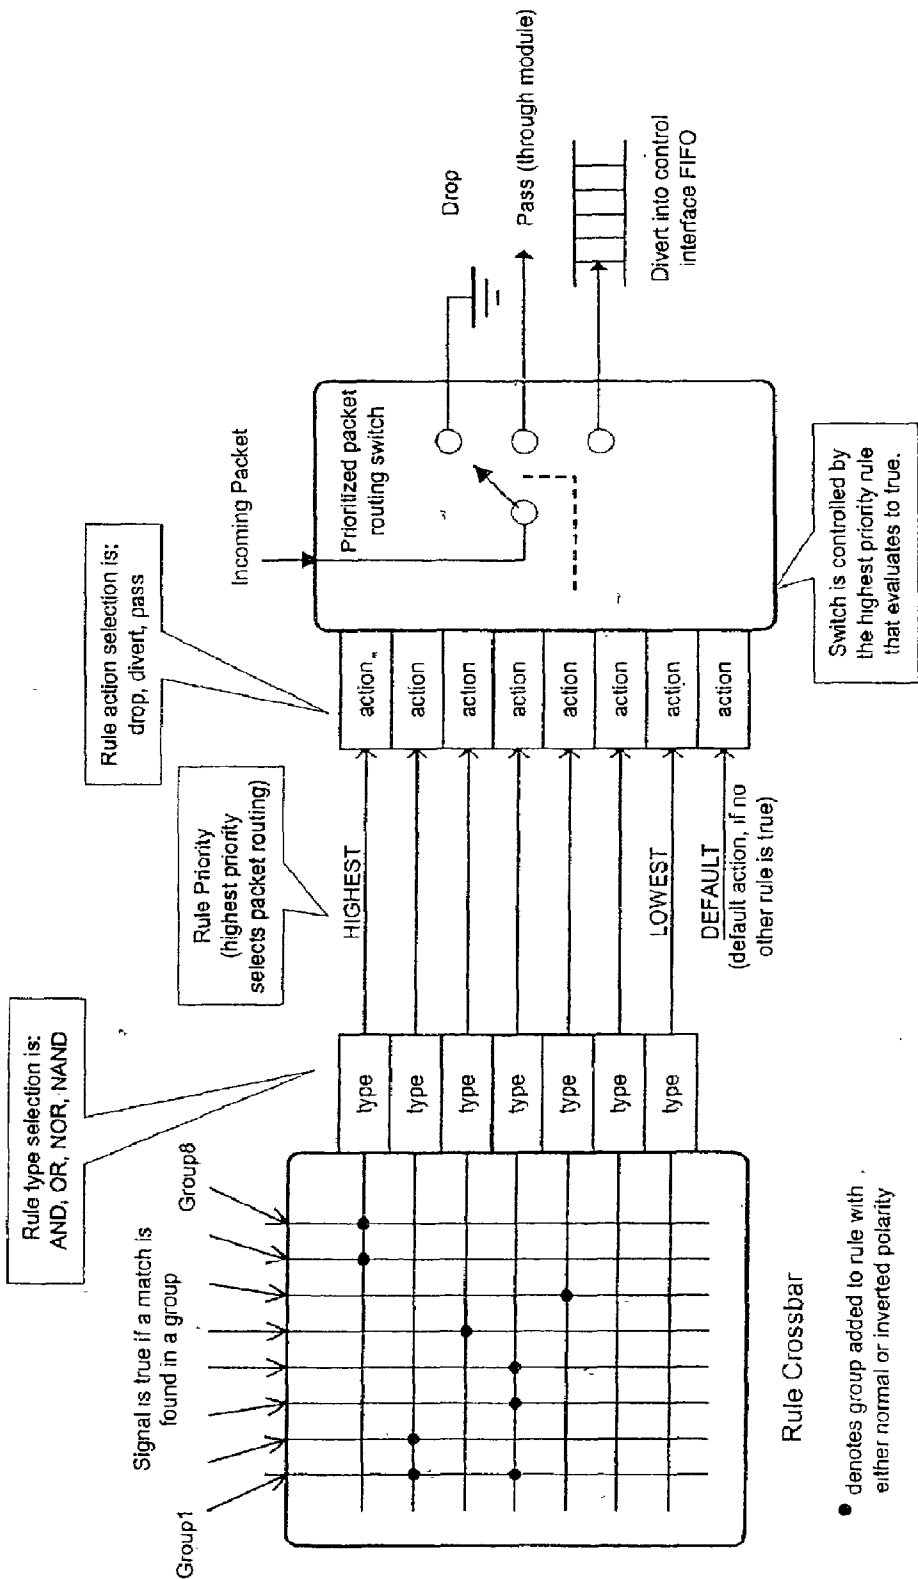 Rule type selection is:
AND, OR, NOR, NAND
Rule action selection is:
drop, divert, pass
Rule Priority
(highest priority
selects packet routing)
Signal is true if a match is
found in a group
Group1
Group8
Incoming Packet
HIGHEST
LOWEST
DEFAULT
(default action, if no
other rule is true)
type
type
type
type
type
type
type
action
action
action
action
action
action
action
action
Prioritized packet
routing switch
Drop
Pass (through module)
Divert into control
interface FIFO
Switch is controlled by
the highest priority rule
that evaluates to true.
Rule Crossbar
● denotes group added to rule with
either normal or inverted polarity